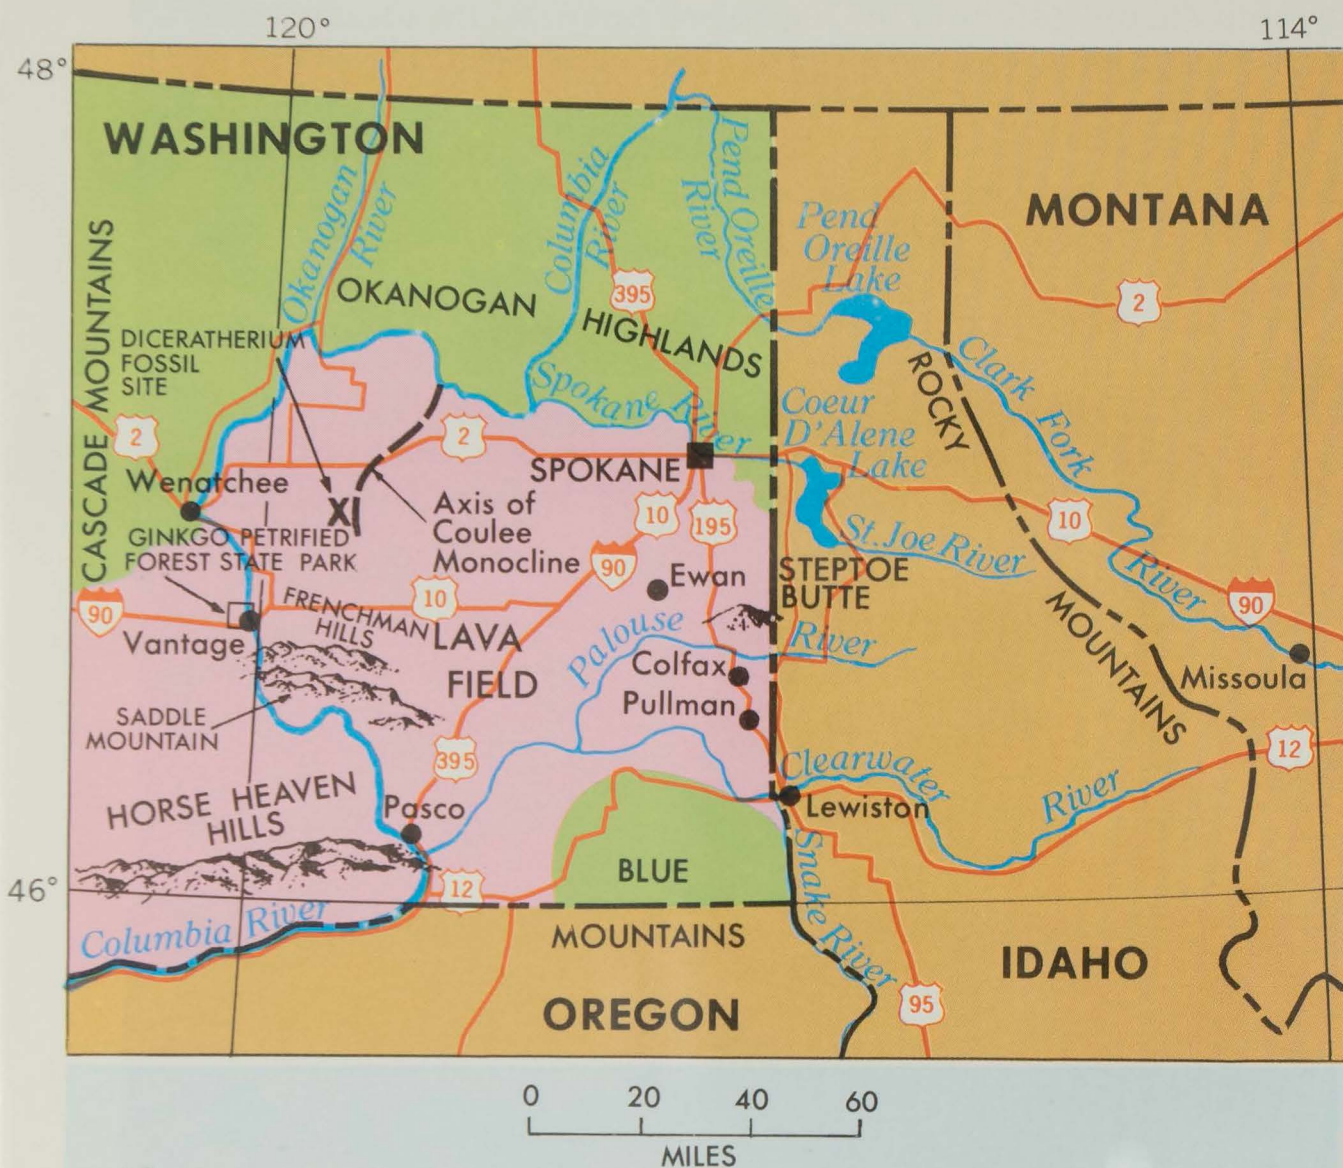 120°
114°
48°
WASHINGTON
MONTANA
IDAHO
OREGON
CASCADE MOUNTAINS
Okanogan
River
Columbia
River
Pend Oreille
River
Pend
Oreille
Lake
OKANOGAN
HIGHLANDS
395
2
DICERATHERIUM
FOSSIL
SITE
ROCKY
MOUNTAINS
Clark Fork
River
Spokane River
Coeur
D'Alene
Lake
2
2
SPOKANE
Wenatchee
X
Axis of
Coulee
Monocline
10
195
10
St. Joe River
GINKGO PETRIFIED
FOREST STATE PARK
90
Ewan
STEPTOE
BUTTE
90
90
10
FRENCHMAN
HILLS
LAVA
FIELD
Vantage
Palouse
River
Colfax
Pullman
Missoula
SADDLE
MOUNTAIN
395
12
HORSE HEAVEN
HILLS
Pasco
Clearwater
River
Lewiston
46°
12
BLUE
MOUNTAINS
Snake River
Columbia River
95
0
20
40
60
MILES